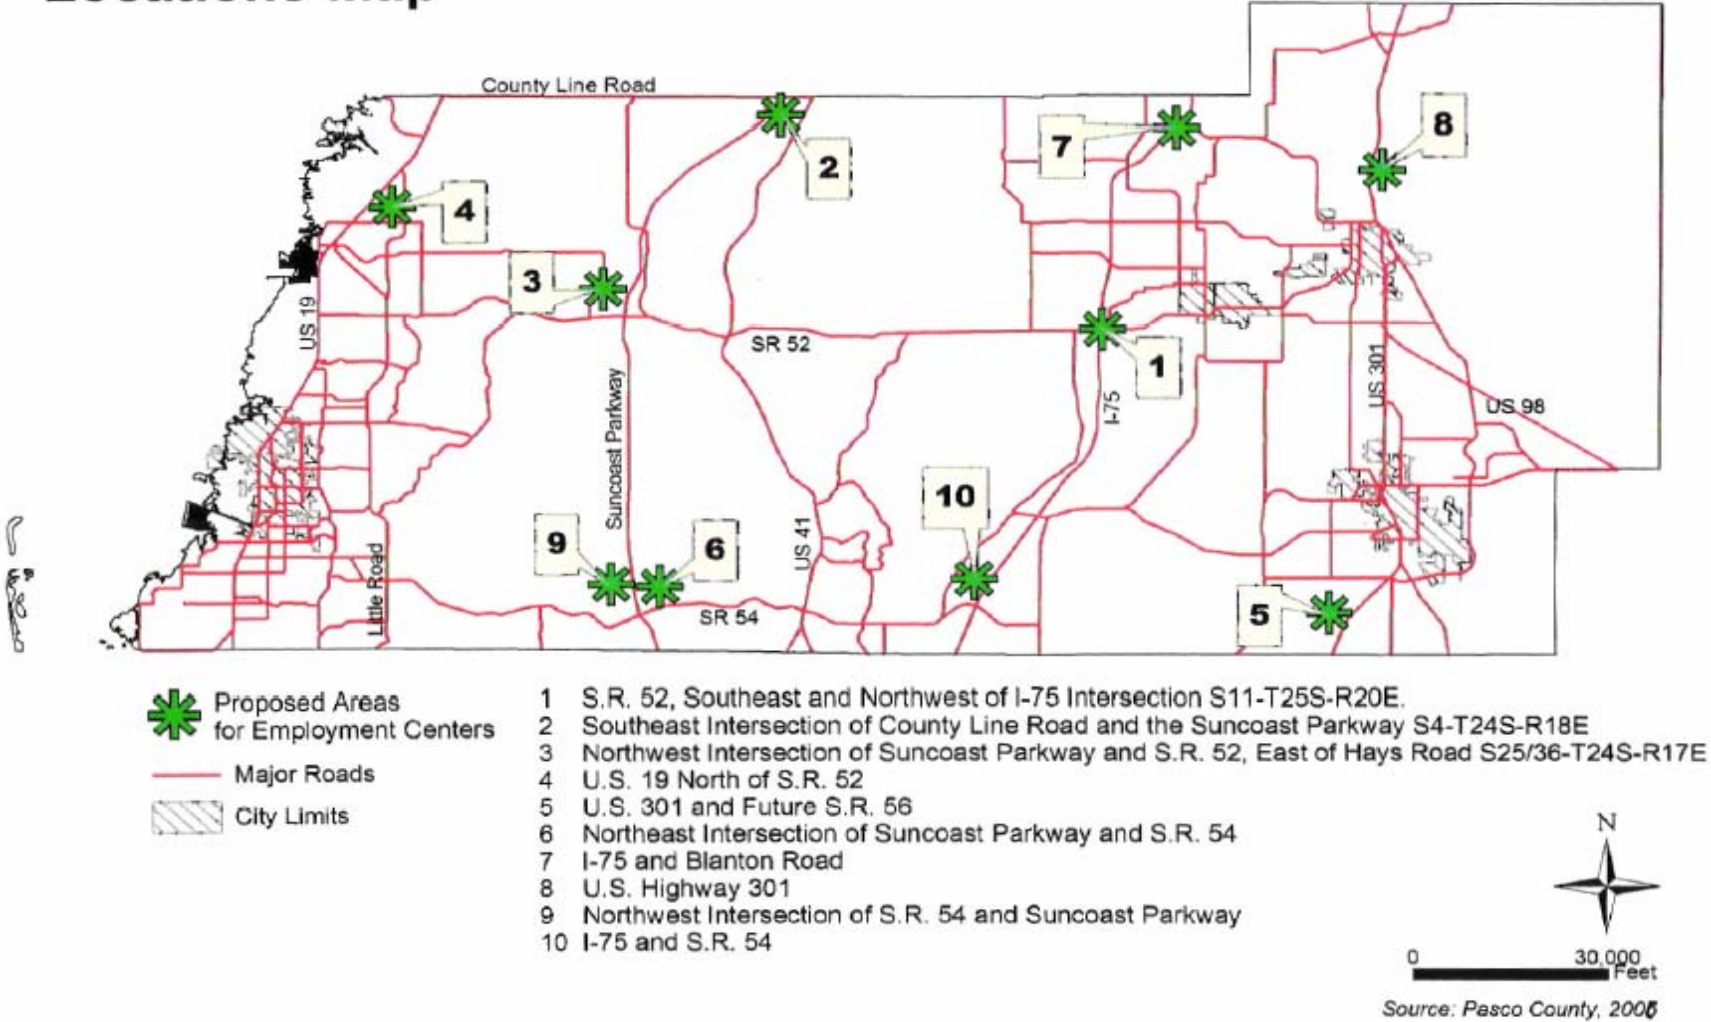 County Line Road
7
8
2
4
3
US 19
SR 52
1
US 301
US 98
Suncoast Parkway
I-75
10
9
6
US 41
Little Road
SR 54
5
Proposed Areas
for Employment Centers
Major Roads
City Limits
1 S.R. 52, Southeast and Northwest of I-75 Intersection S11-T25S-R20E.
2 Southeast Intersection of County Line Road and the Suncoast Parkway S4-T24S-R18E
3 Northwest Intersection of Suncoast Parkway and S.R. 52, East of Hays Road S25/36-T24S-R17E
4 U.S. 19 North of S.R. 52
5 U.S. 301 and Future S.R. 56
6 Northeast Intersection of Suncoast Parkway and S.R. 54
7 I-75 and Blanton Road
8 U.S. Highway 301
9 Northwest Intersection of S.R. 54 and Suncoast Parkway
10 I-75 and S.R. 54
N
0 30,000
Feet
Source: Pasco County,